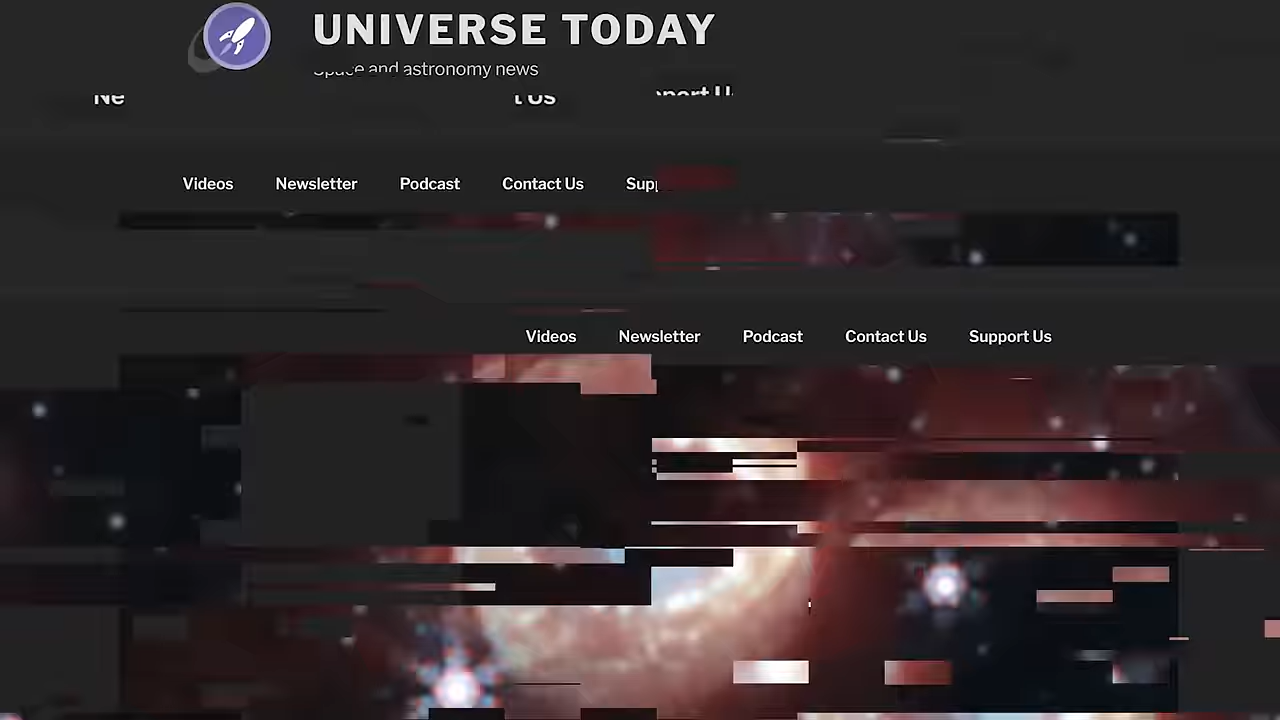 UNIVERSE TODAY
Space and astronomy news
Videos Newsletter Podcast Contact Us
Videos Newsletter Podcast Contact Us Support Us